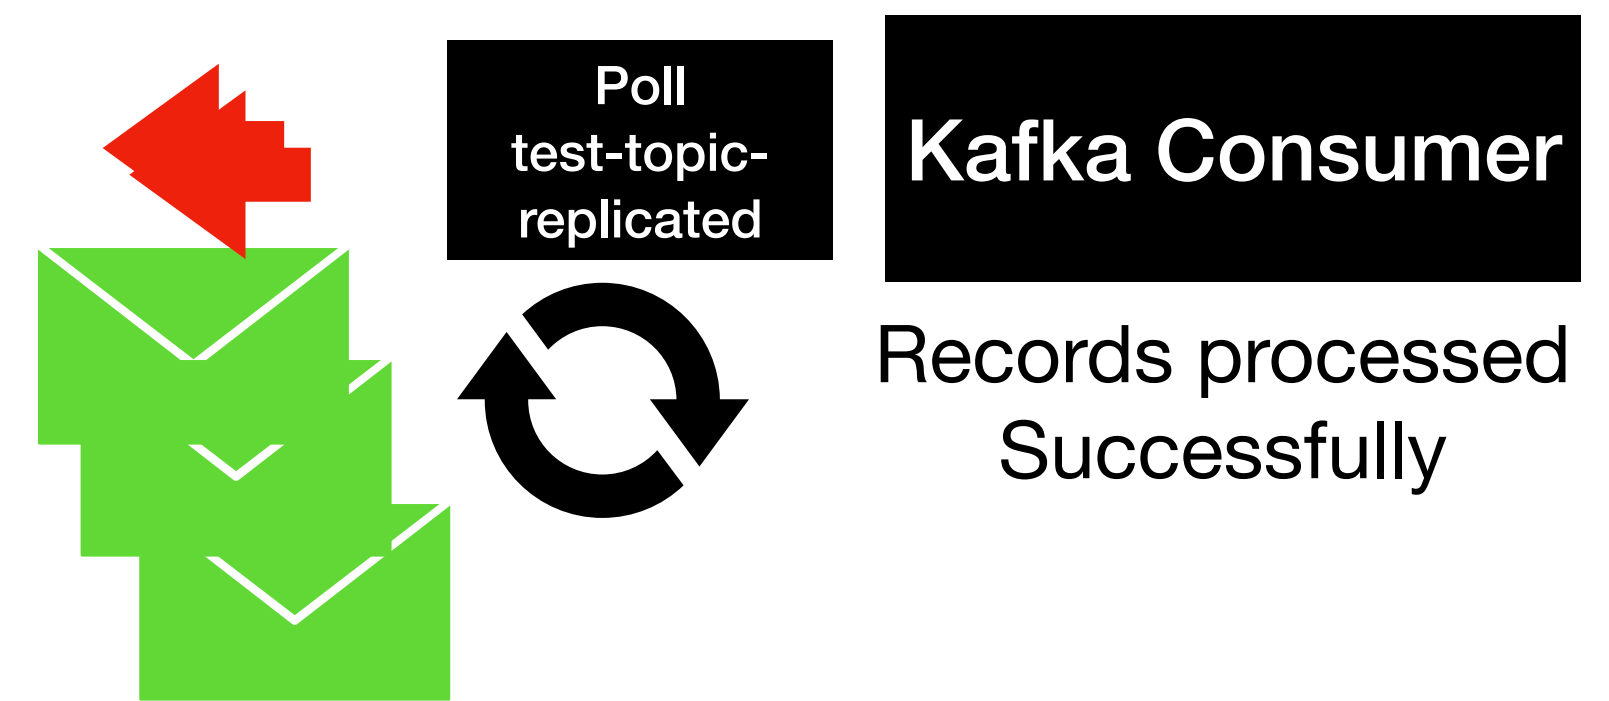 Poll
test-topic-
replicated
Kafka Consumer
Records processed
Successfully